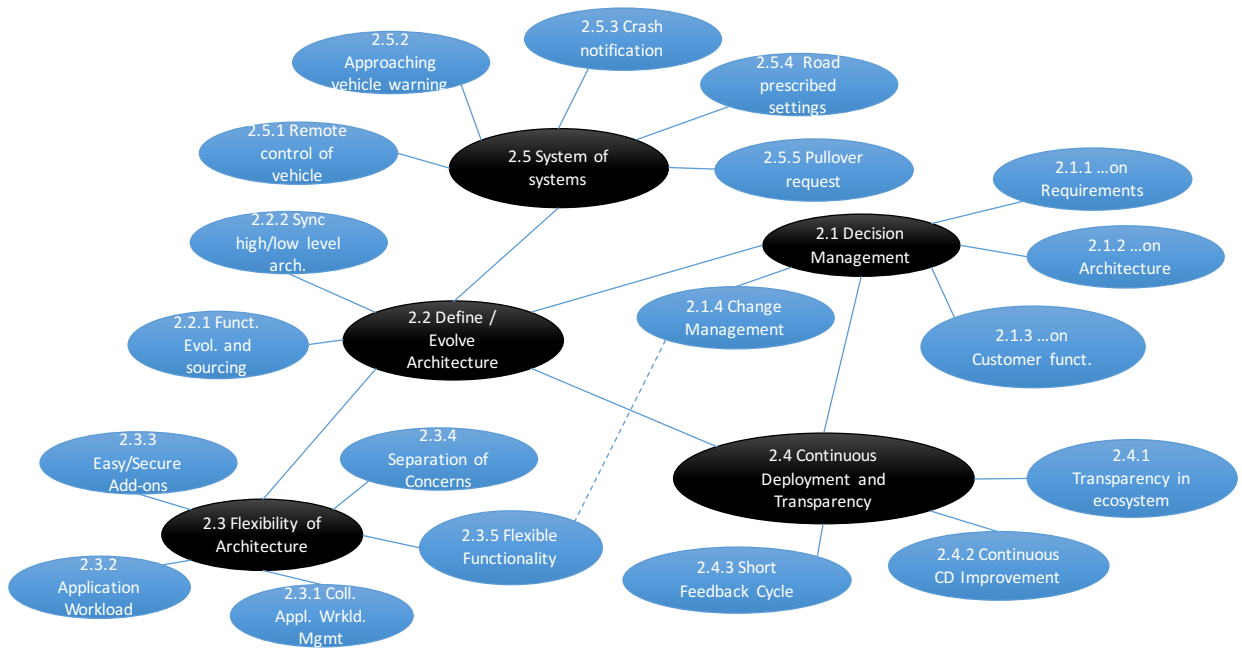 2.5.3 Crash
notification
2.5.2
Approaching
vehicle warning
2.5.4 Road
prescribed
settings
2.5.1 Remote
control of
vehicle
2.5 System of
systems
2.5.5 Pullover
request
2.1.1 ...on
Requirements
2.2.2 Sync
high/low level
arch.
2.1 Decision
Management
2.1.2 ...on
Architecture
2.1.4 Change
Management
2.2.1 Funct.
Evol. and
sourcing
2.2 Define /
Evolve
Architecture
2.1.3 ...on
Customer funct.
2.3.3
Easy/Secure
Add-ons
2.3.4
Separation of
Concerns
2.4 Continuous
Deployment and
Transparency
2.4.1
Transparency in
ecosystem
2.3 Flexibility of
Architecture
2.3.5 Flexible
Functionality
2.4.2 Continuous
CD Improvement
2.3.2
Application
Workload
2.4.3 Short
Feedback Cycle
2.3.1 Coll.
Appl. Wrkld.
Mgmt